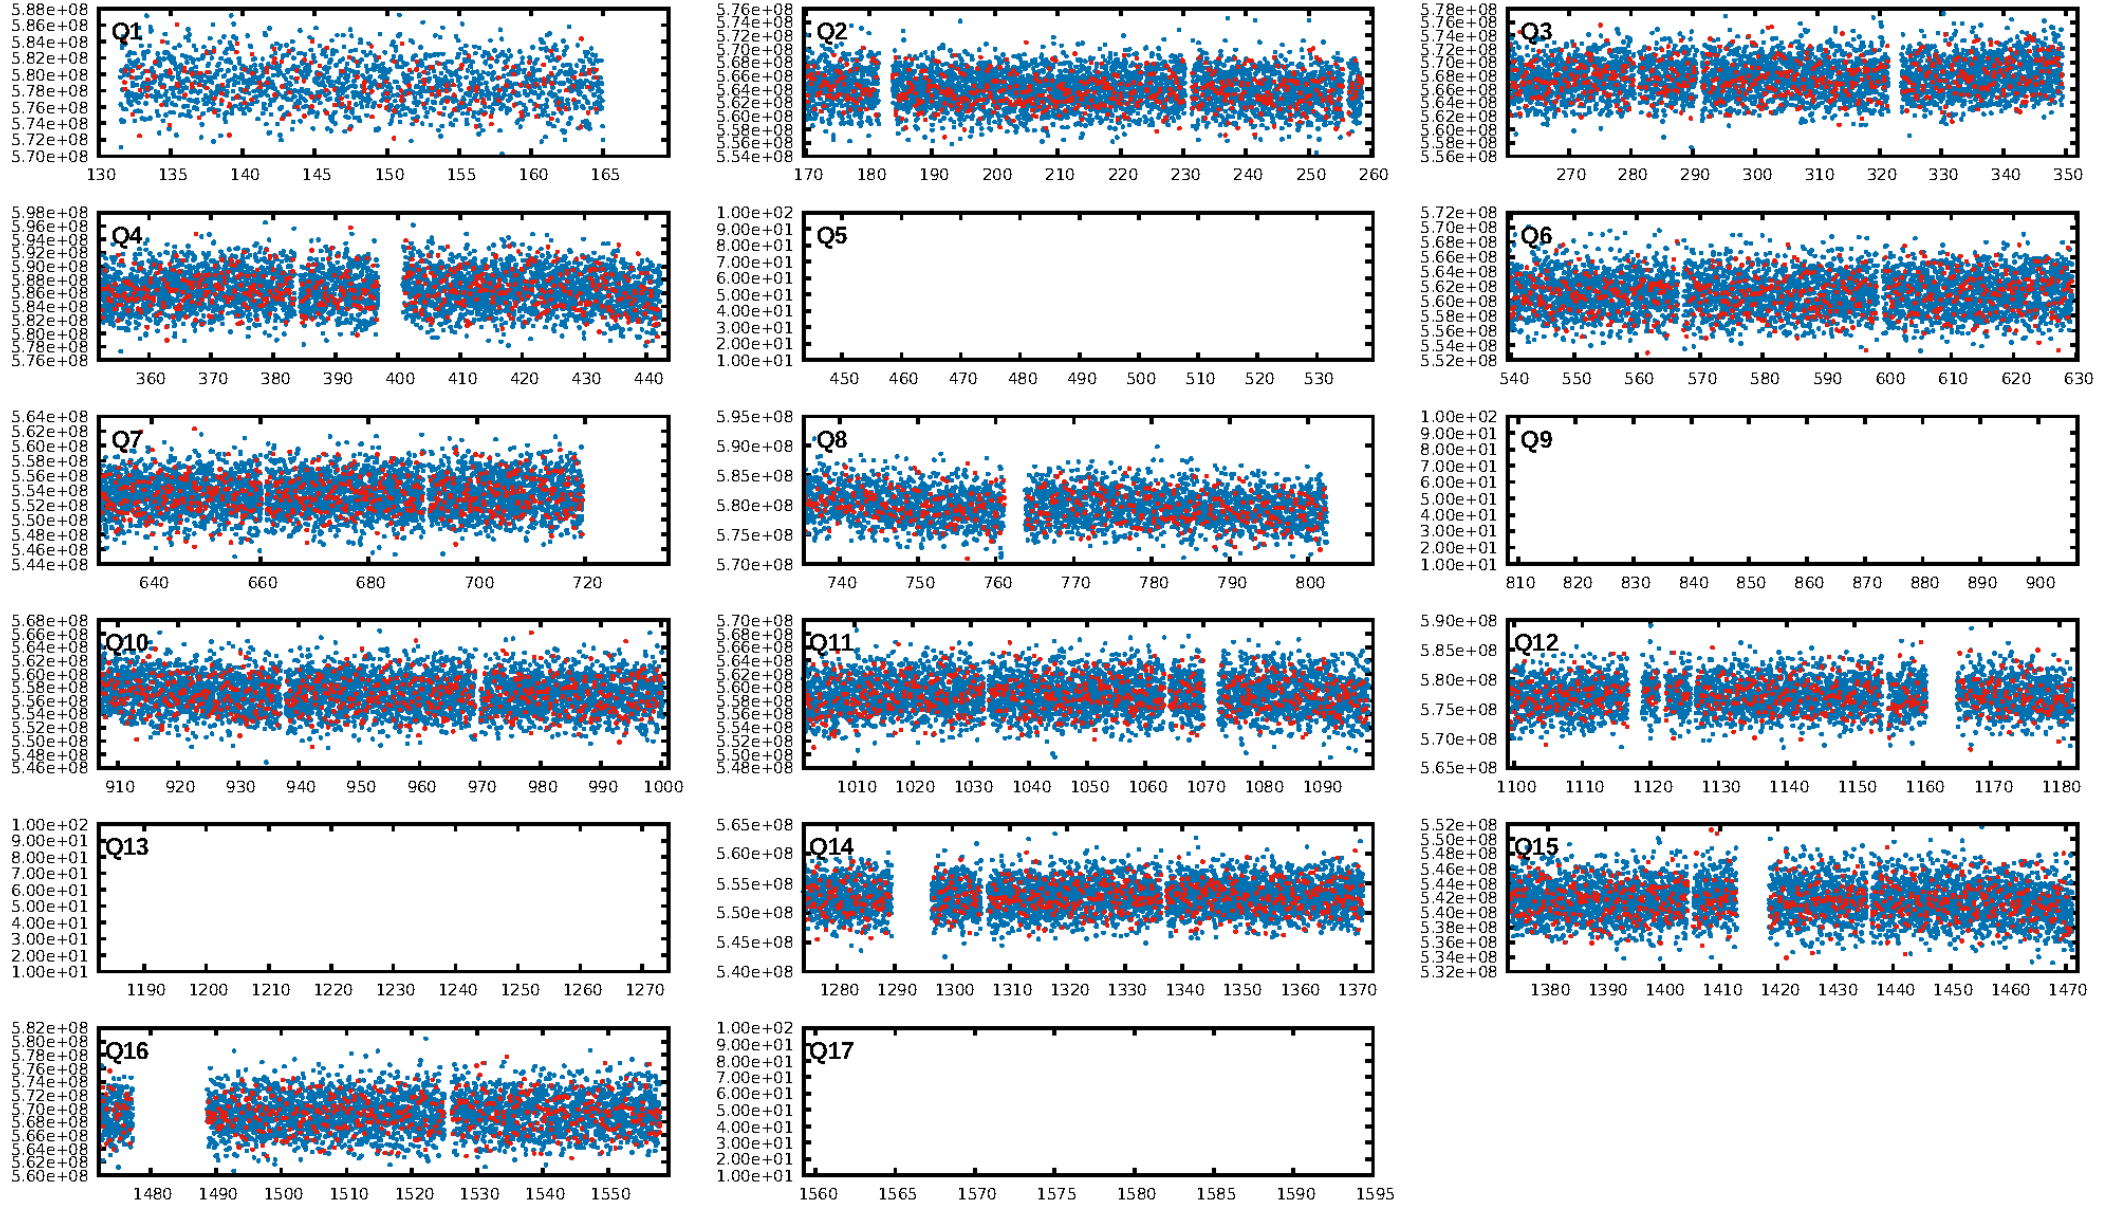 5.88e+08
5.86e+08
5.84e+08
5.82e+08
5.80e+08
5.78e+08
5.76e+08
5.74e+08
5.72e+08
5.70e+08
Q1
130 135 140 145 150 155 160 165
5.76e+08
5.74e+08
5.72e+08
5.70e+08
5.68e+08
5.66e+08
5.64e+08
5.62e+08
5.60e+08
5.58e+08
5.56e+08
5.54e+08
Q2
170 180 190 200 210 220 230 240 250 260
5.78e+08
5.76e+08
5.74e+08
5.72e+08
5.70e+08
5.68e+08
5.66e+08
5.64e+08
5.62e+08
5.60e+08
5.58e+08
5.56e+08
Q3
270 280 290 300 310 320 330 340 350
5.98e+08
5.96e+08
5.94e+08
5.92e+08
5.90e+08
5.88e+08
5.86e+08
5.84e+08
5.82e+08
5.80e+08
5.78e+08
5.76e+08
Q4
360 370 380 390 400 410 420 430 440
1.00e+02
9.00e+01
8.00e+01
7.00e+01
6.00e+01
5.00e+01
4.00e+01
3.00e+01
2.00e+01
1.00e+01
Q5
450 460 470 480 490 500 510 520 530
5.72e+08
5.70e+08
5.68e+08
5.66e+08
5.64e+08
5.62e+08
5.60e+08
5.58e+08
5.56e+08
5.54e+08
5.52e+08
Q6
540 550 560 570 580 590 600 610 620 630
5.64e+08
5.62e+08
5.60e+08
5.58e+08
5.56e+08
5.54e+08
5.52e+08
5.50e+08
5.48e+08
5.46e+08
5.44e+08
Q7
640 660 680 700 720
5.95e+08
5.90e+08
5.85e+08
5.80e+08
5.75e+08
5.70e+08
Q8
740 750 760 770 780 790 800
1.00e+02
9.00e+01
8.00e+01
7.00e+01
6.00e+01
5.00e+01
4.00e+01
3.00e+01
2.00e+01
1.00e+01
Q9
810 820 830 840 850 860 870 880 890 900
5.68e+08
5.66e+08
5.64e+08
5.62e+08
5.60e+08
5.58e+08
5.56e+08
5.54e+08
5.52e+08
5.50e+08
5.48e+08
5.46e+08
Q10
910 920 930 940 950 960 970 980 990 1000
5.70e+08
5.68e+08
5.66e+08
5.64e+08
5.62e+08
5.60e+08
5.58e+08
5.56e+08
5.54e+08
5.52e+08
5.50e+08
5.48e+08
Q11
1010 1020 1030 1040 1050 1060 1070 1080 1090
5.90e+08
5.85e+08
5.80e+08
5.75e+08
5.70e+08
5.65e+08
Q12
1100 1110 1120 1130 1140 1150 1160 1170 1180
1.00e+02
9.00e+01
8.00e+01
7.00e+01
6.00e+01
5.00e+01
4.00e+01
3.00e+01
2.00e+01
1.00e+01
Q13
1190 1200 1210 1220 1230 1240 1250 1260 1270
5.65e+08
5.60e+08
5.55e+08
5.50e+08
5.45e+08
5.40e+08
Q14
1280 1290 1300 1310 1320 1330 1340 1350 1360 1370
5.52e+08
5.50e+08
5.48e+08
5.46e+08
5.44e+08
5.42e+08
5.40e+08
5.38e+08
5.36e+08
5.34e+08
5.32e+08
Q15
1380 1390 1400 1410 1420 1430 1440 1450 1460 1470
5.82e+08
5.80e+08
5.78e+08
5.76e+08
5.74e+08
5.72e+08
5.70e+08
5.68e+08
5.66e+08
5.64e+08
5.62e+08
5.60e+08
Q16
1480 1490 1500 1510 1520 1530 1540 1550
1.00e+02
9.00e+01
8.00e+01
7.00e+01
6.00e+01
5.00e+01
4.00e+01
3.00e+01
2.00e+01
1.00e+01
Q17
1560 1565 1570 1575 1580 1585 1590 1595